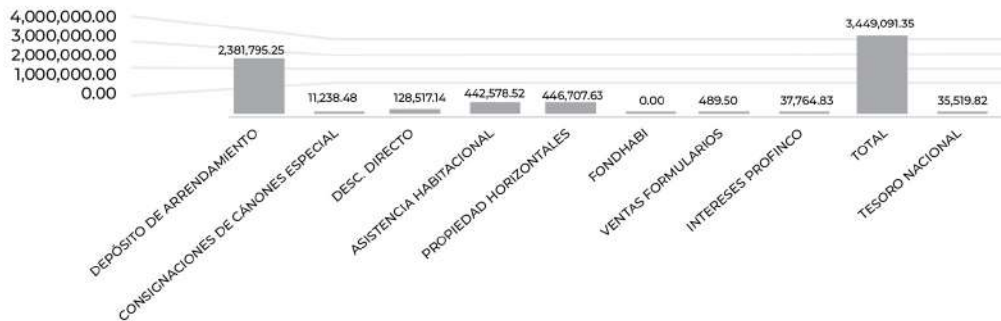 4,000,000.00
3,000,000.00
2,000,000.00
1,000,000.00
0.00
2,381,795.25
11,238.48
128,517.14
442,578.52
446,707.63
0.00
489.50
37,764.83
3,449,091.35
35,519.82
DEPÓSITO DE ARRENDAMIENTO
CONSIGNACIONES DE CÁNONES ESPECIAL
DESC. DIRECTO
ASISTENCIA HABITACIONAL
PROPIEDAD HORIZONTALES
FONDHABI
VENTAS FORMULARIOS
INTERESES PROFINCO
TOTAL
TESORO NACIONAL